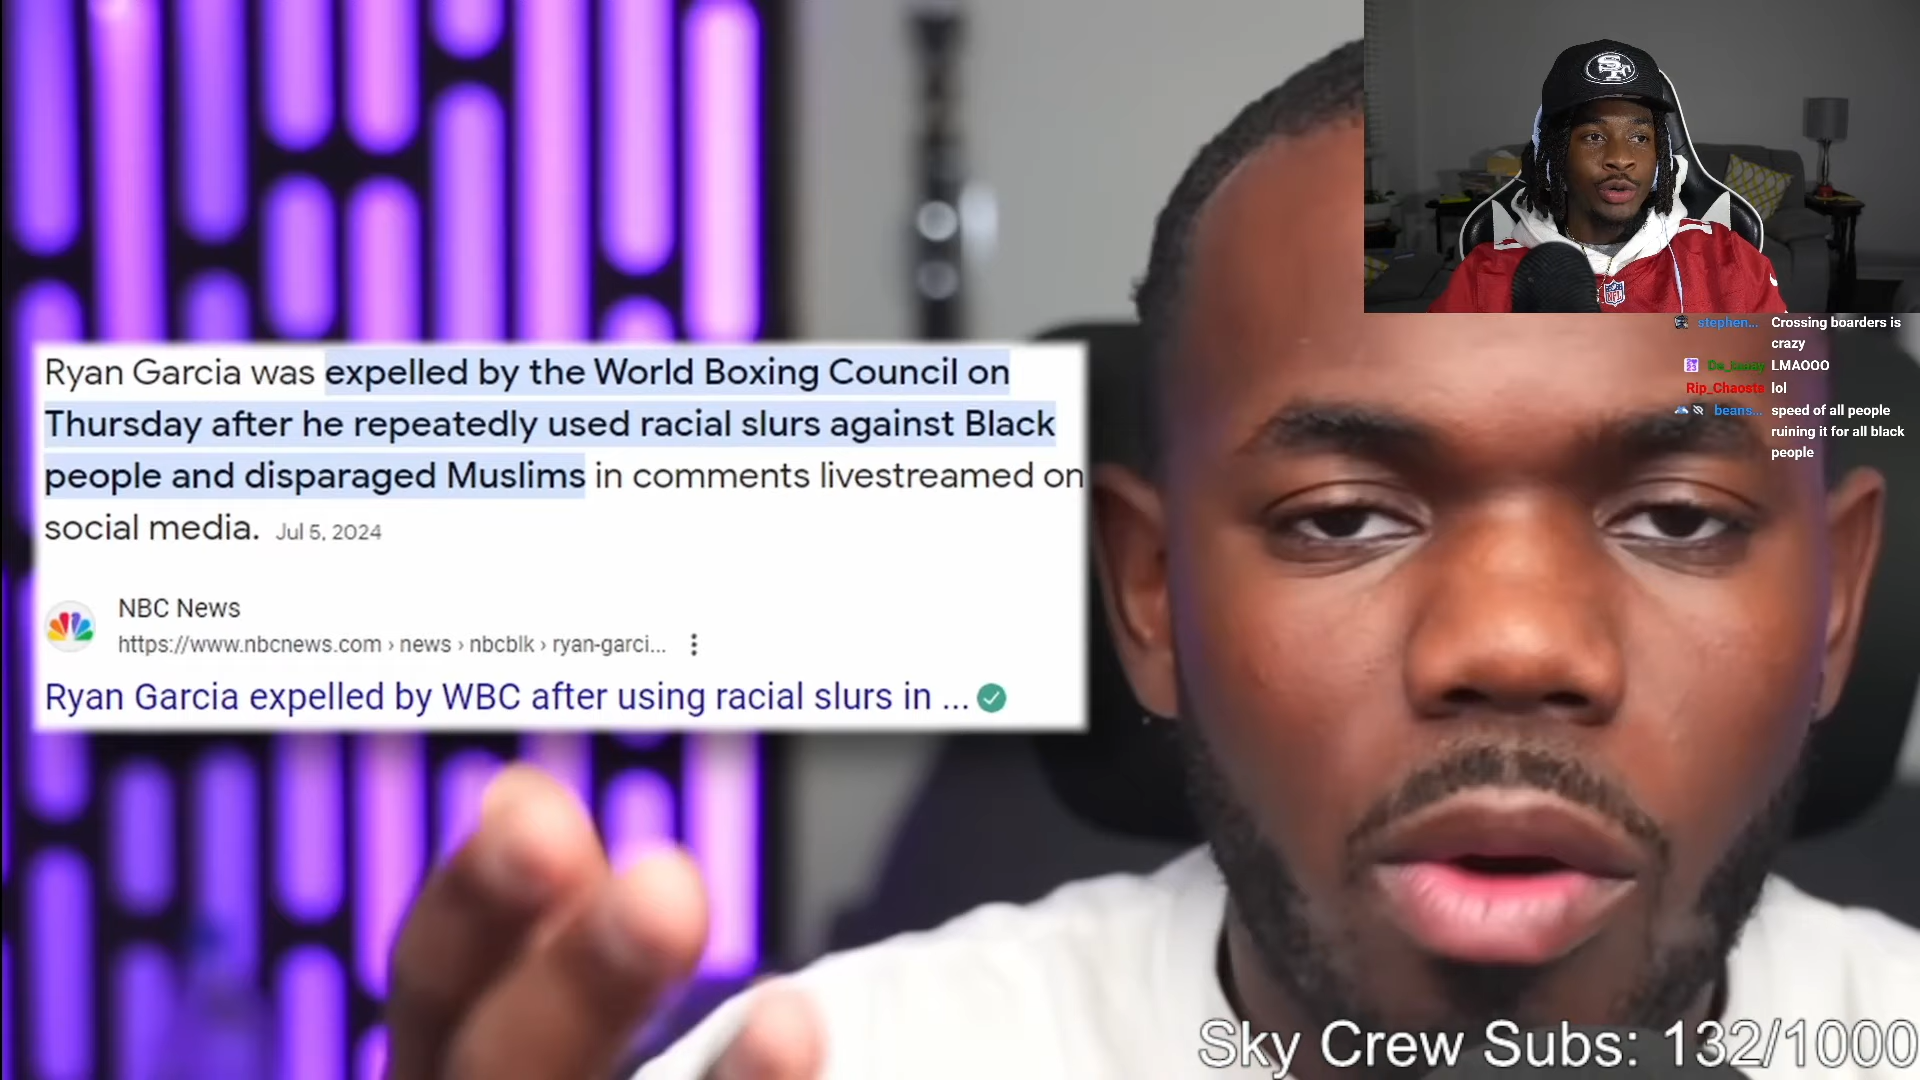 Ryan Garcia was expelled by the World Boxing Council on
Thursday after he repeatedly used racial slurs against Black
people and disparaged Muslims in comments livestreamed on
social media. Jul 5, 2024
NBC News
https://www.nbcnews.com › news › nbcblk › ryan-garci...
Ryan Garcia expelled by WBC after using racial slurs in ...
SF
NFL
stephen... Crossing boarders is
crazy
LMAOOO
Rip_Chaosts lol
beans... speed of all people
ruining it for all black
people
Sky Crew Subs: 132/1000